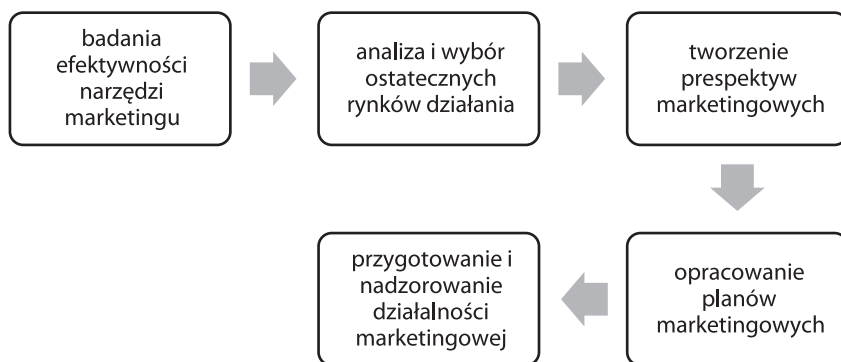 badania
efektywności
narzędzi
marketingu
analiza i wybór
ostatecznych
rynków działania
tworzenie
prespektyw
marketingowych
opracowanie
planów
marketingowych
przygotowanie i
nadzorowanie
działalności
marketingowej